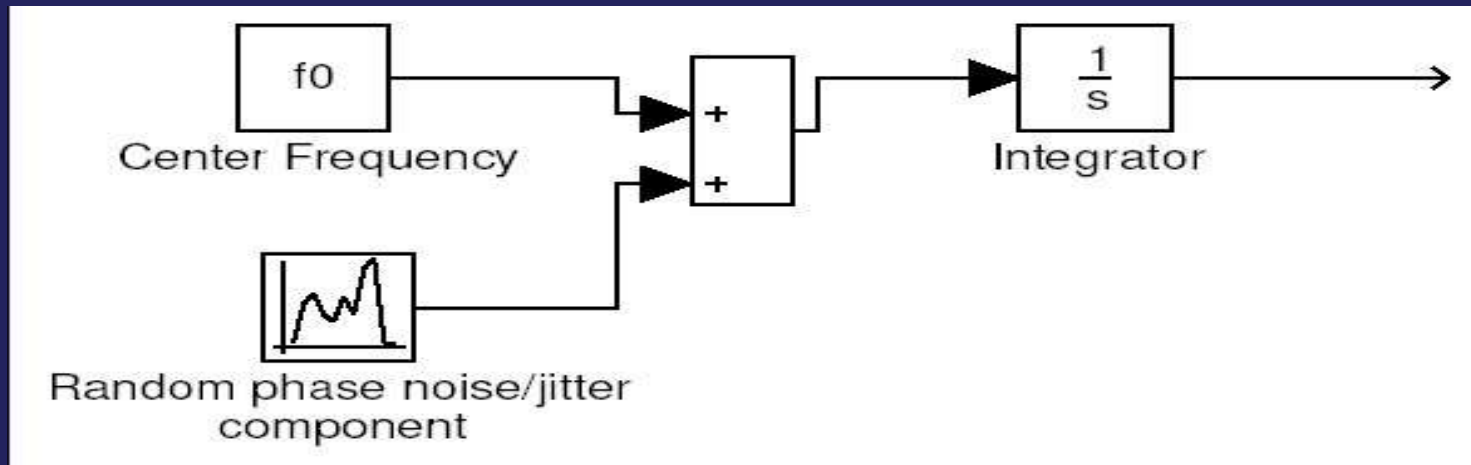 f0
Center Frequency
+
+
1
s
Integrator
Random phase noise/jitter
component